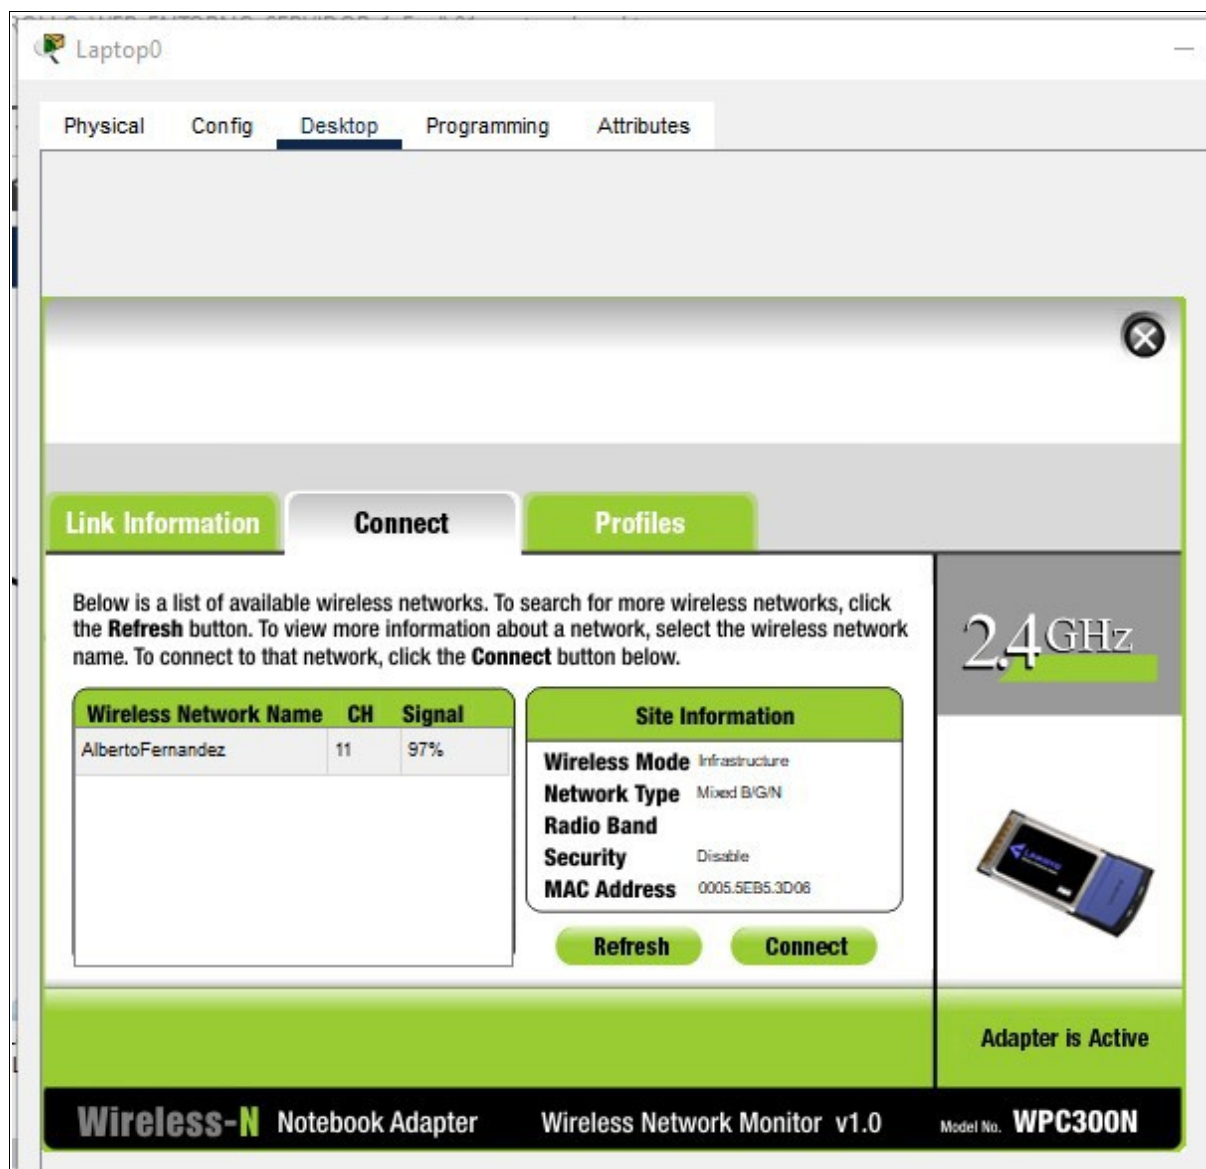 Laptop0
Physical Config Desktop Programming Attributes
Link Information Connect Profiles
Below is a list of available wireless networks. To search for more wireless networks, click
the Refresh button. To view more information about a network, select the wireless network
name. To connect to that network, click the Connect button below.
2.4GHz
Wireless Network Name CH Signal
AlbertoFernandez 11 97%
Site Information
Wireless Mode Infrastructure
Network Type Mixed B/G/N
Radio Band
Security Disable
MAC Address 0005.5EB5.3D06
Refresh Connect
Adapter is Active
Wireless-N Notebook Adapter Wireless Network Monitor v1.0 Model No. WPC300N